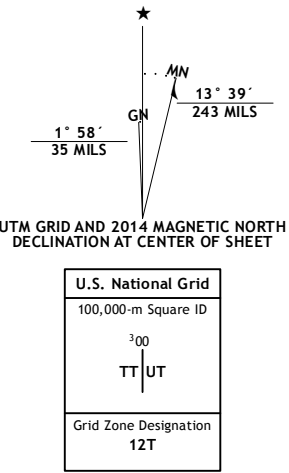 ★
MN
GN
13° 39´
243 MILS
1° 58´
35 MILS
UTM GRID AND 2014 MAGNETIC NORTH
DECLINATION AT CENTER OF SHEET
U.S. National Grid
100,000-m Square ID
³00
TT UT
Grid Zone Designation
12T